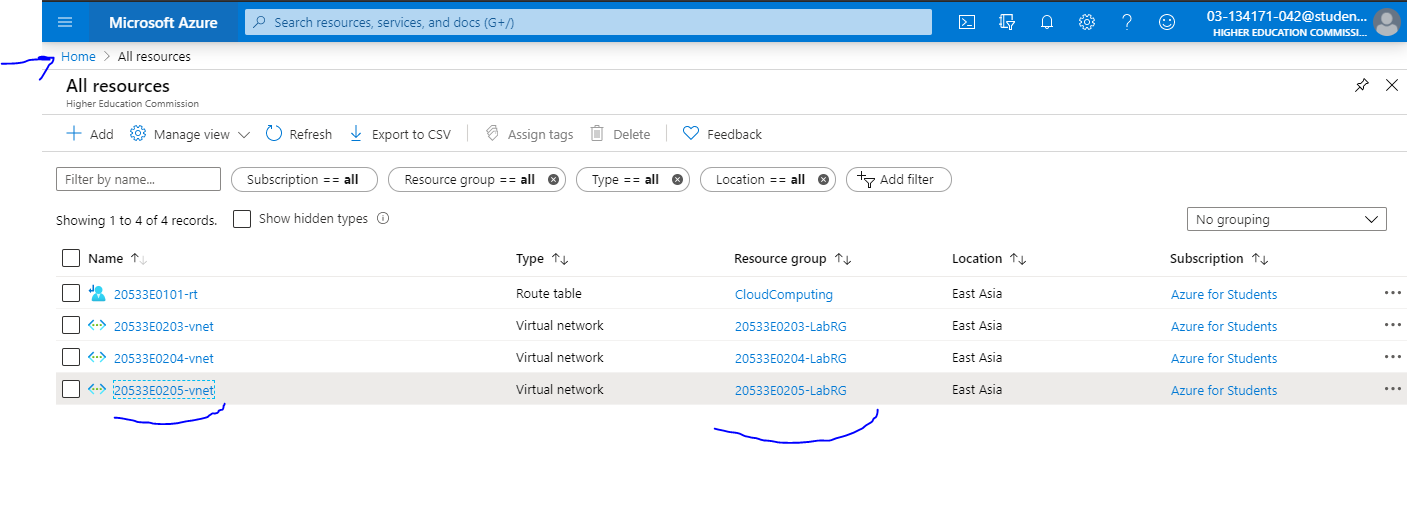 Microsoft Azure Search resources, services, and docs (G+/) 03-134171-042@studen...
HIGHER EDUCATION COMMISSI...
Home > All resources
All resources
Higher Education Commission
Add Manage view Refresh Export to CSV Assign tags Delete Feedback
Filter by name... Subscription == all Resource group == all Type == all Location == all Add filter
Showing 1 to 4 of 4 records. Show hidden types No grouping
Name Type Resource group Location Subscription
20533E0101-rt Route table CloudComputing East Asia Azure for Students
20533E0203-vnet Virtual network 20533E0203-LabRG East Asia Azure for Students
20533E0204-vnet Virtual network 20533E0204-LabRG East Asia Azure for Students
20533E0205-vnet Virtual network 20533E0205-LabRG East Asia Azure for Students